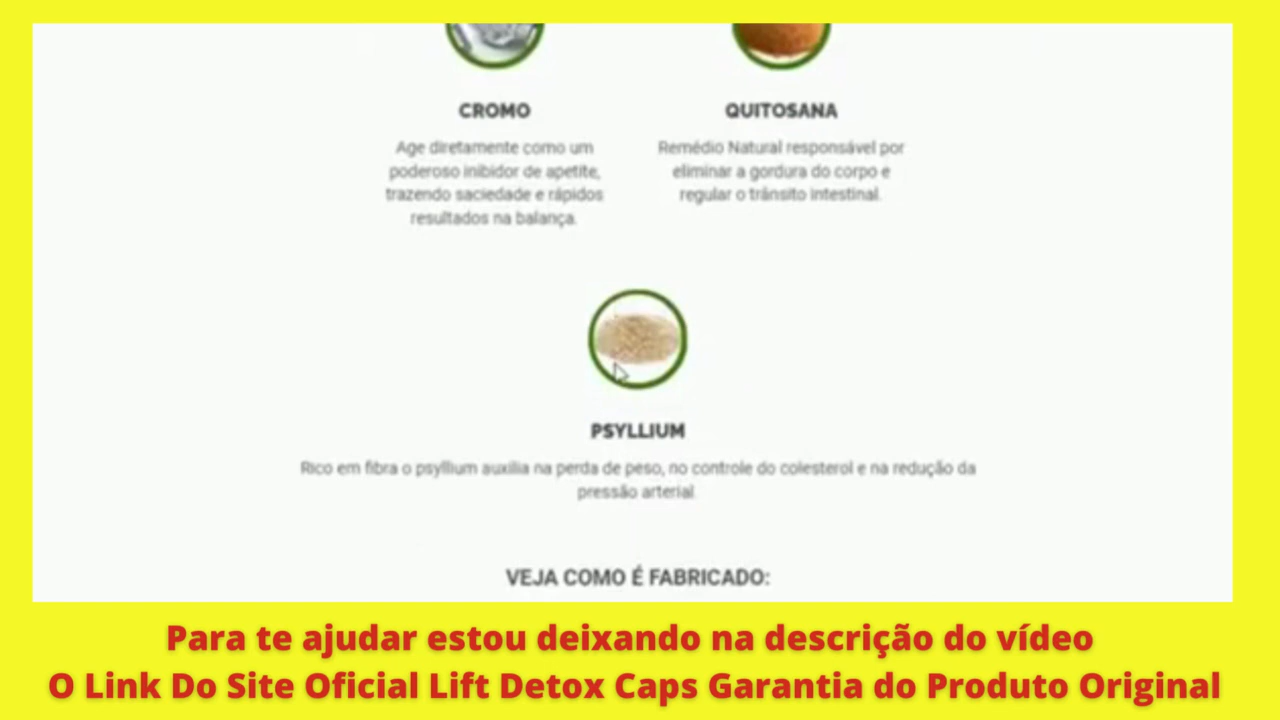 CROMO
Age diretamente como um
poderoso inibidor de apetite,
trazendo saciedade e rápidos
resultados na balança.
QUITOSANA
Remédio Natural responsável por
eliminar a gordura do corpo e
regular o trânsito intestinal.
PSYLLIUM
Rico em fibra o psyllium auxilia na perda de peso, no controle do colesterol e na redução da
pressão arterial.
VEJA COMO É FABRICADO:
Para te ajudar estou deixando na descrição do vídeo
O Link Do Site Oficial Lift Detox Caps Garantia do Produto Original